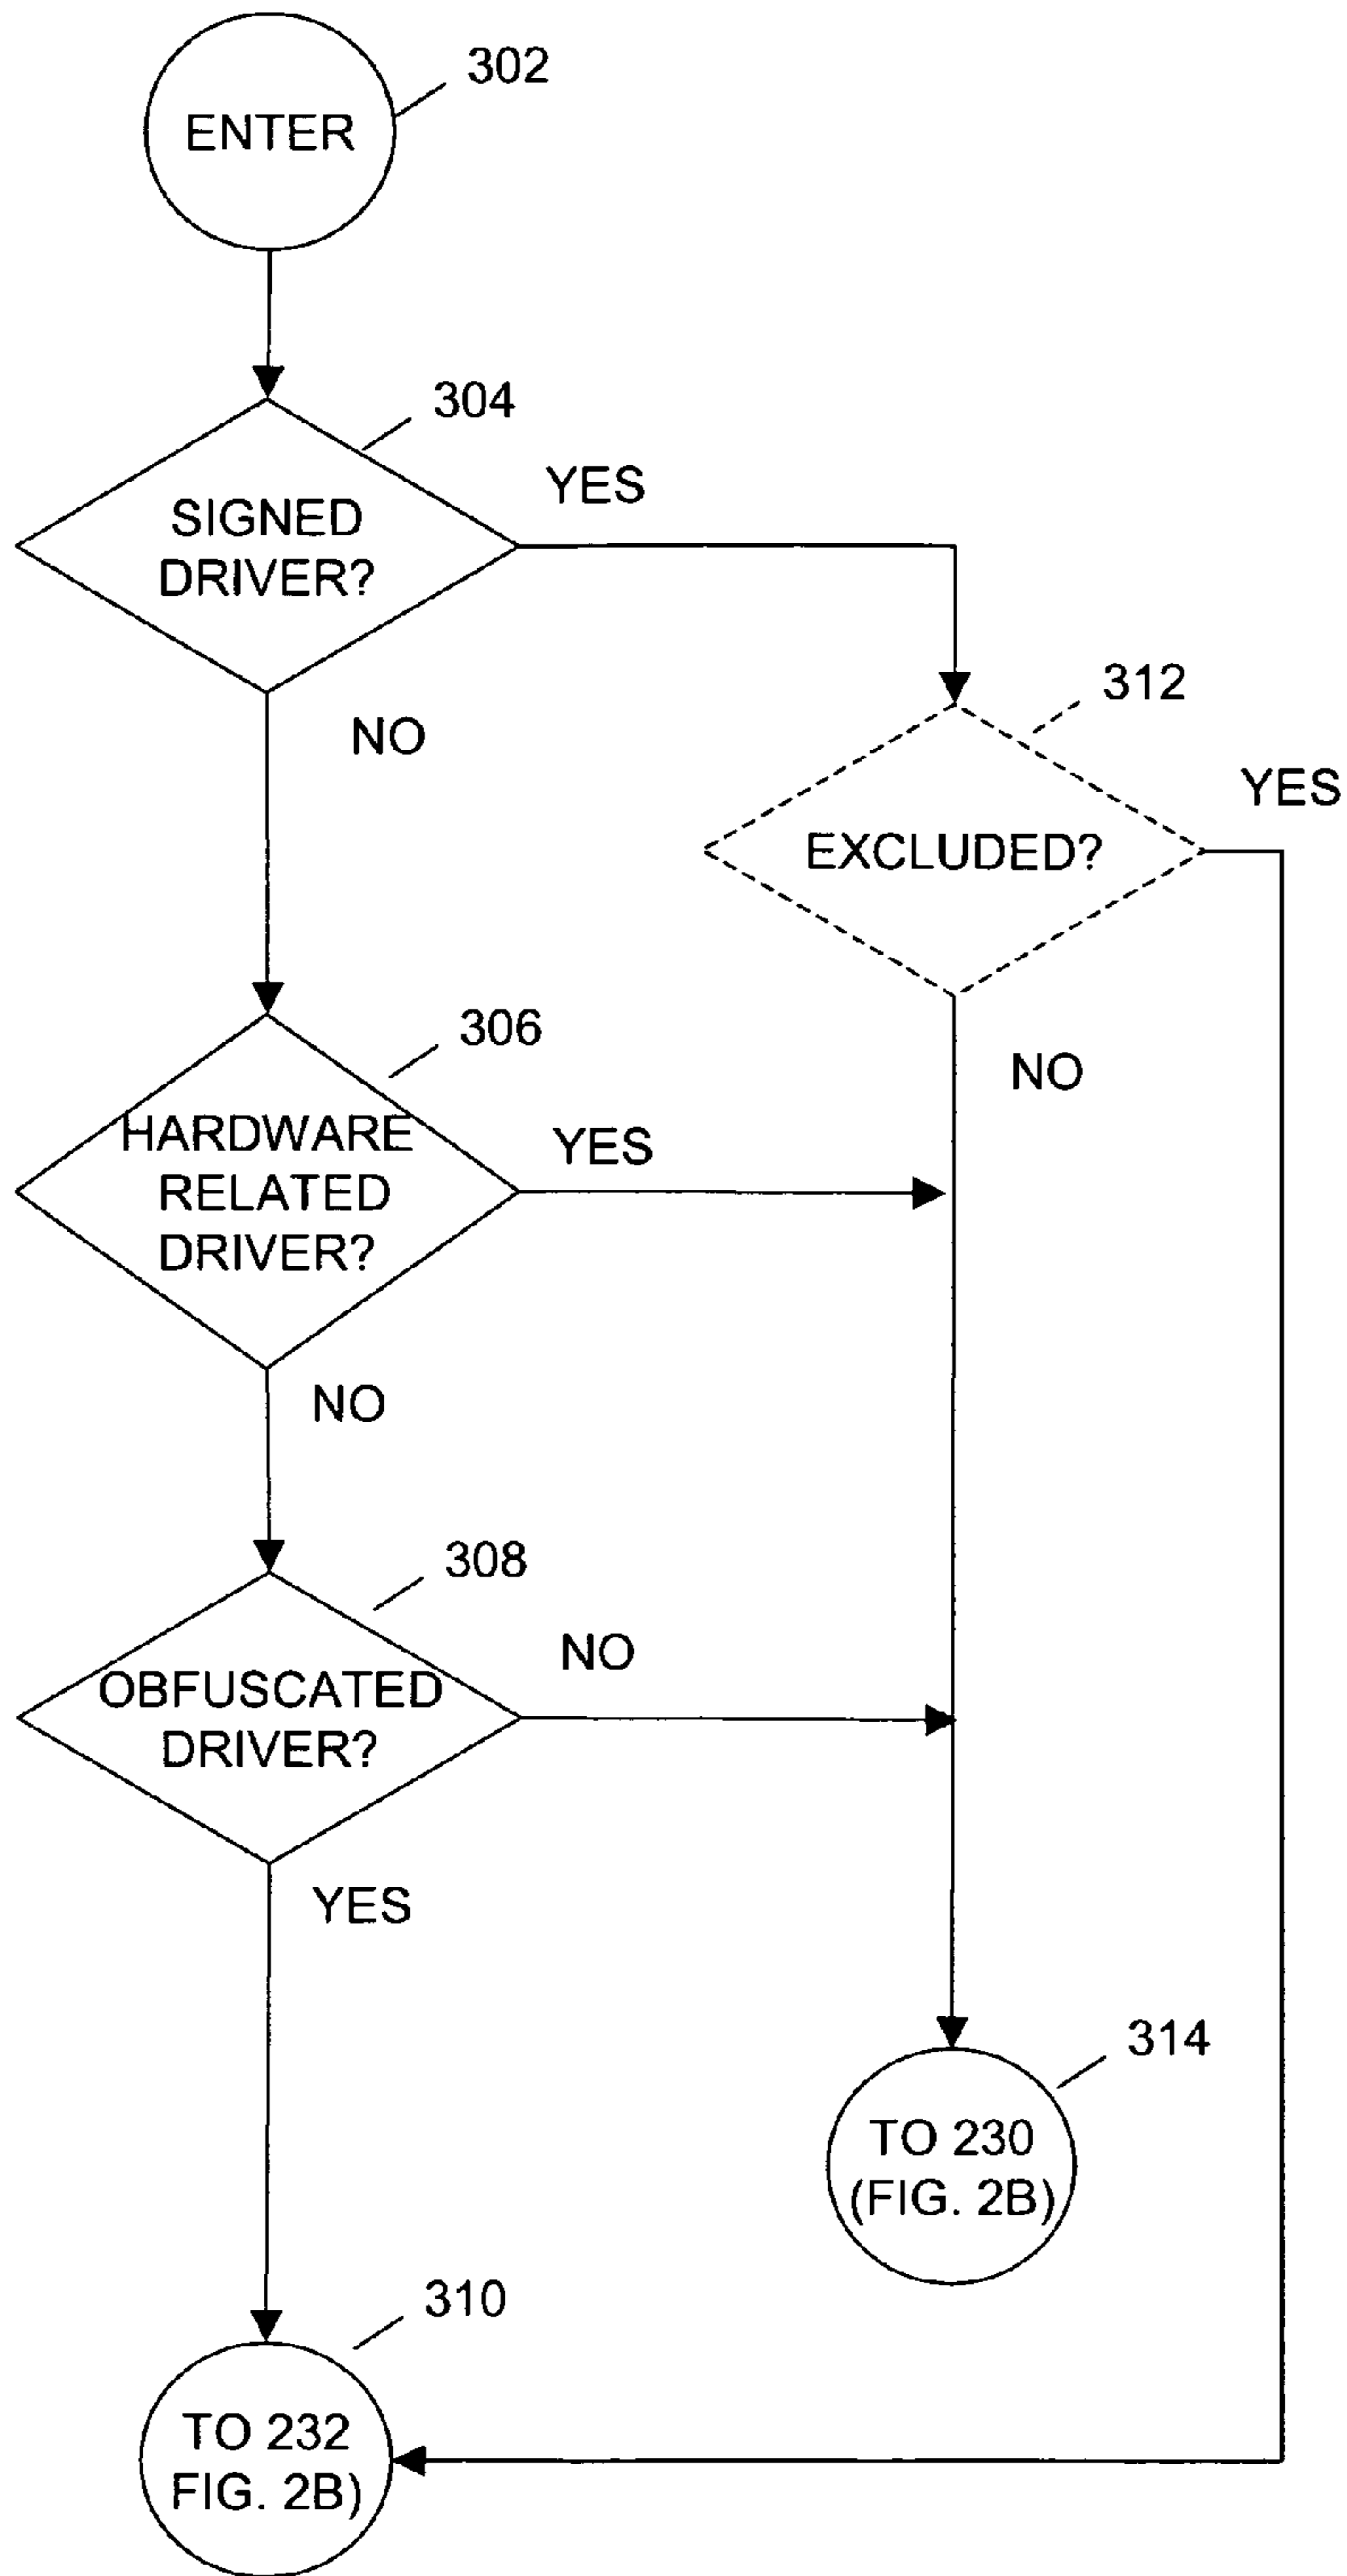 302
ENTER
304
YES
SIGNED
DRIVER?
312
NO
YES
EXCLUDED?
306
NO
HARDWARE
YES
RELATED
DRIVER?
NO
308
NO
OBFUSCATED
DRIVER?
YES
314
TO 230
(FIG. 2B)
310
TO 232
FIG. 2B)